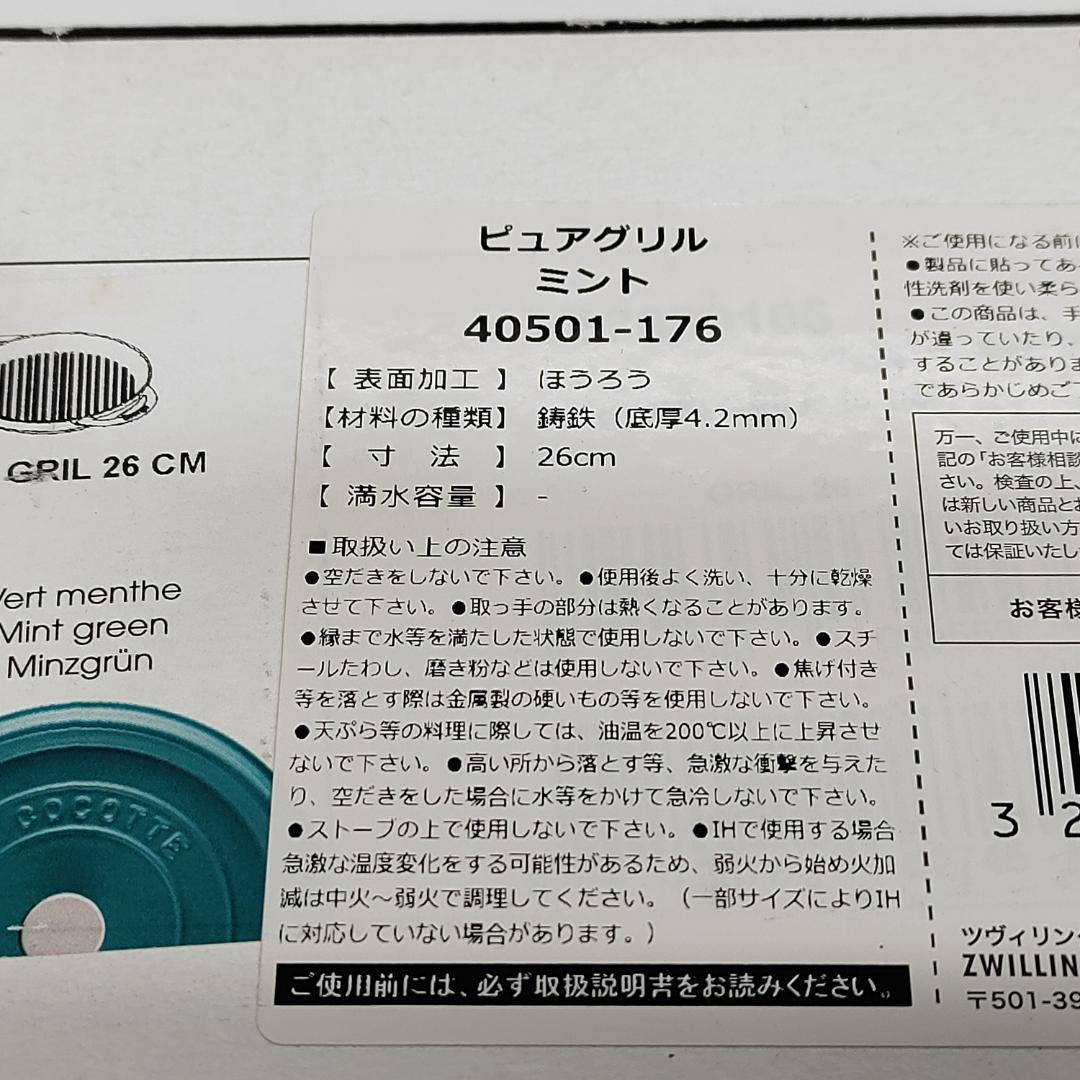 GRIL 26 CM
Vert menthe
Mint green
Minzgrün
COCOTTE
ピュアグリル
ミント
40501-176
【 表面加工 】 ほうろう
【材料の種類】 鋳鉄（底厚4.2mm）
【 寸　法 】 26cm
【 満水容量 】 -
■取扱い上の注意
●空だきをしないで下さい。●使用後よく洗い、十分に乾燥
させて下さい。●取っ手の部分は熱くなることがあります。
●縁まで水等を満たした状態で使用しないで下さい。●スチ
ールたわし、磨き粉などは使用しないで下さい。●焦げ付き
等を落とす際は金属製の硬いもの等を使用しないで下さい。
●天ぷら等の料理に際しては、油温を200℃以上に上昇させ
ないで下さい。●高い所から落とす等、急激な衝撃を与えた
り、空だきをした場合に水等をかけて急冷しないで下さい。
●ストーブの上で使用しないで下さい。●IHで使用する場合
急激な温度変化をする可能性があるため、弱火から始め火加
減は中火～弱火で調理してください。（一部サイズによりIH
に対応していない場合があります。）
ご使用前には、必ず取扱説明書をお読みください。
※ご使用になる前に
●製品に貼ってあ
性洗剤を使い柔ら
●この商品は、手
が違っていたり、
することがありま
であらかじめご
万一、ご使用中に
記の「お客様相談
さい。検査の上、
は新しい商品とお
いお取り扱い方
ては保証いたし
お客様
3 2
ツヴィリン
ZWILLIN
〒501-39